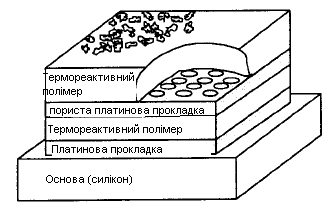 Термореактивний
полімер
пориста платинова прокладка
Термореактивний полімер
Платинова прокладка
Основа (силікон)